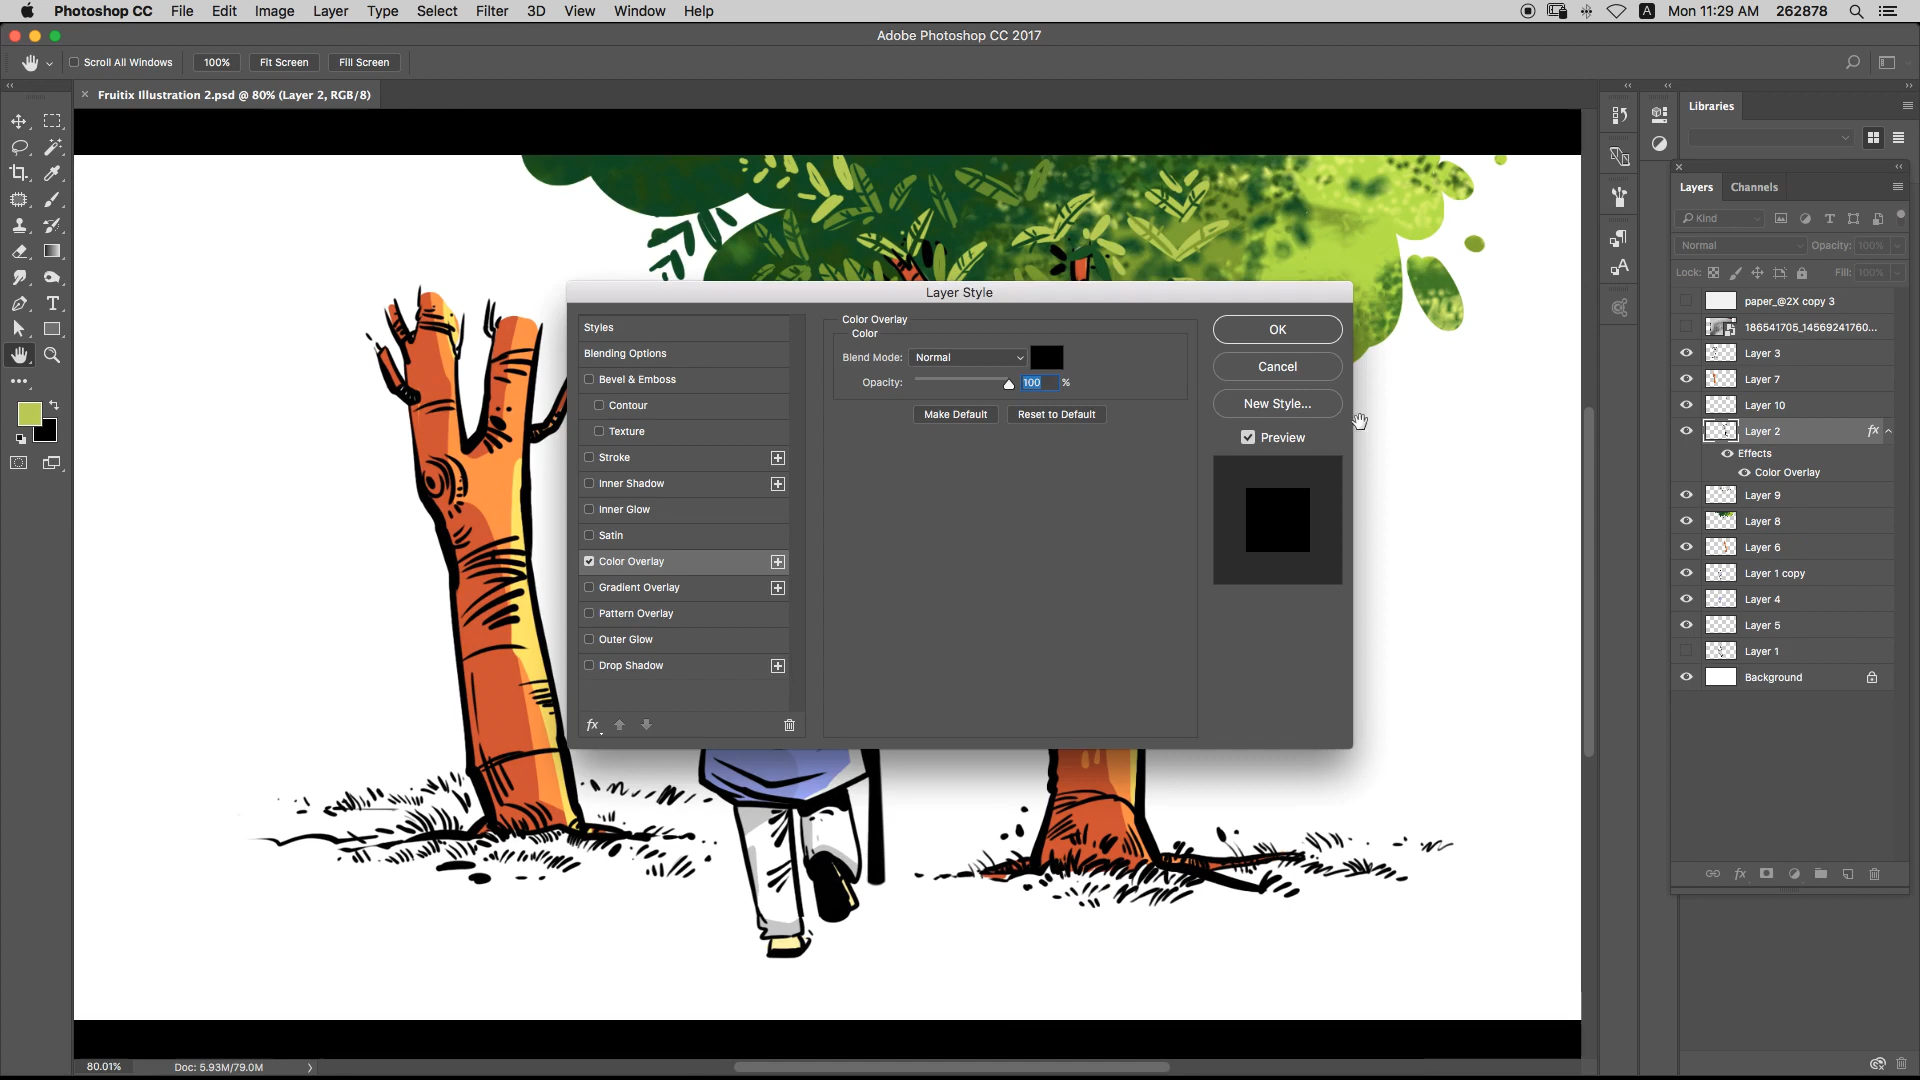 Photoshop CC File Edit Image Layer Type Select Filter 3D View Window Help A Mon 11:29 AM 262878
Adobe Photoshop CC 2017
Scroll All Windows 100% Fit Screen Fill Screen
× Fruitix Illustration 2.psd @ 80% (Layer 2, RGB/8)
Libraries
Layers Channels
Kind
Normal Opacity: 100%
Lock: Fill: 100%
paper_@2X copy 3
186541705_14569241760...
Layer 3
Layer 7
Layer 10
Layer 2 fx
Effects
Color Overlay
Layer 9
Layer 8
Layer 6
Layer 1 copy
Layer 4
Layer 5
Layer 1
Background
fx
Layer Style
Styles
Blending Options
Bevel & Emboss
Contour
Texture
Stroke
Inner Shadow
Inner Glow
Satin
Color Overlay
Gradient Overlay
Pattern Overlay
Outer Glow
Drop Shadow
fx
Color Overlay
Color
Blend Mode: Normal
Opacity: 100 %
Make Default Reset to Default
OK
Cancel
New Style...
Preview
80.01% Doc: 5.93M/79.0M